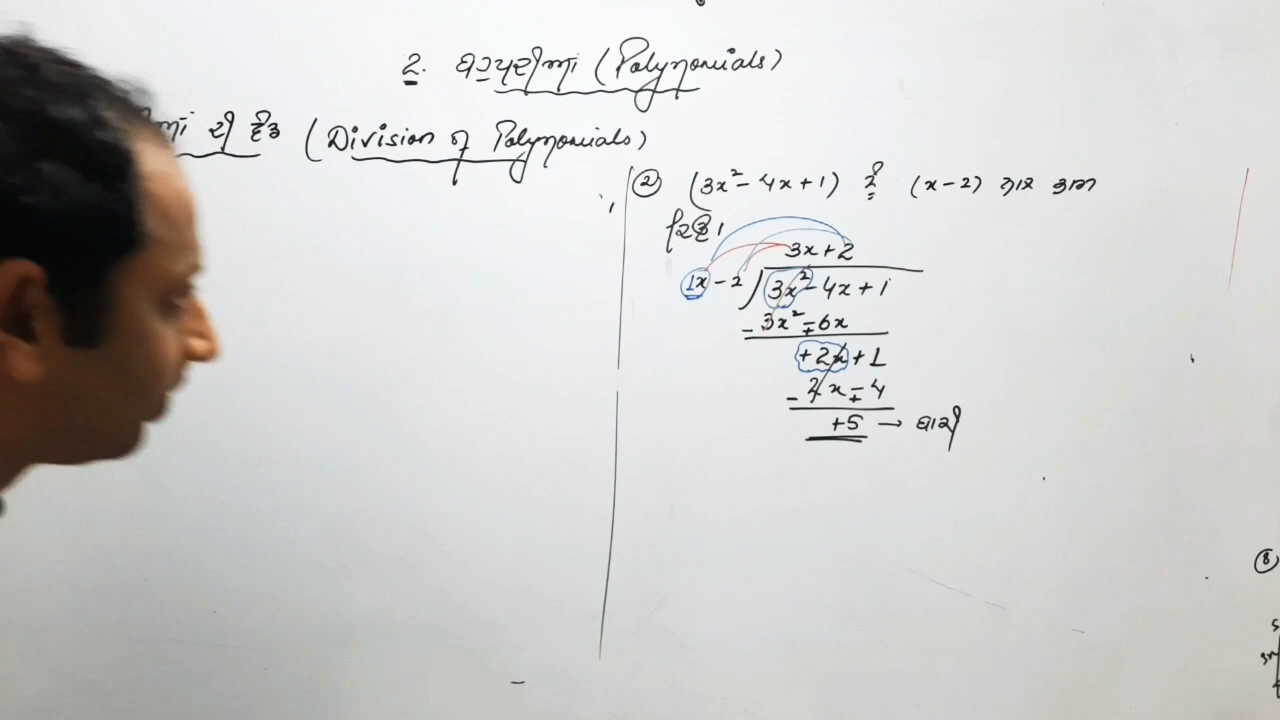 2. ਬਹੁਪਦੀਆਂ (Polynomials)
ਦੀ ਵੰਡ (Division of Polynomials)
② (3x² - 4x + 1) ਨੂੰ (x - 2) ਨਾਲ ਭਾਗ
ਦਿਓ।
3x + 2
1x - 2 ) 3x² - 4x + 1
- 3x² ∓ 6x
+2x + 1
- 2x ∓ 4
+5 → ਬਾਕੀ
⑧